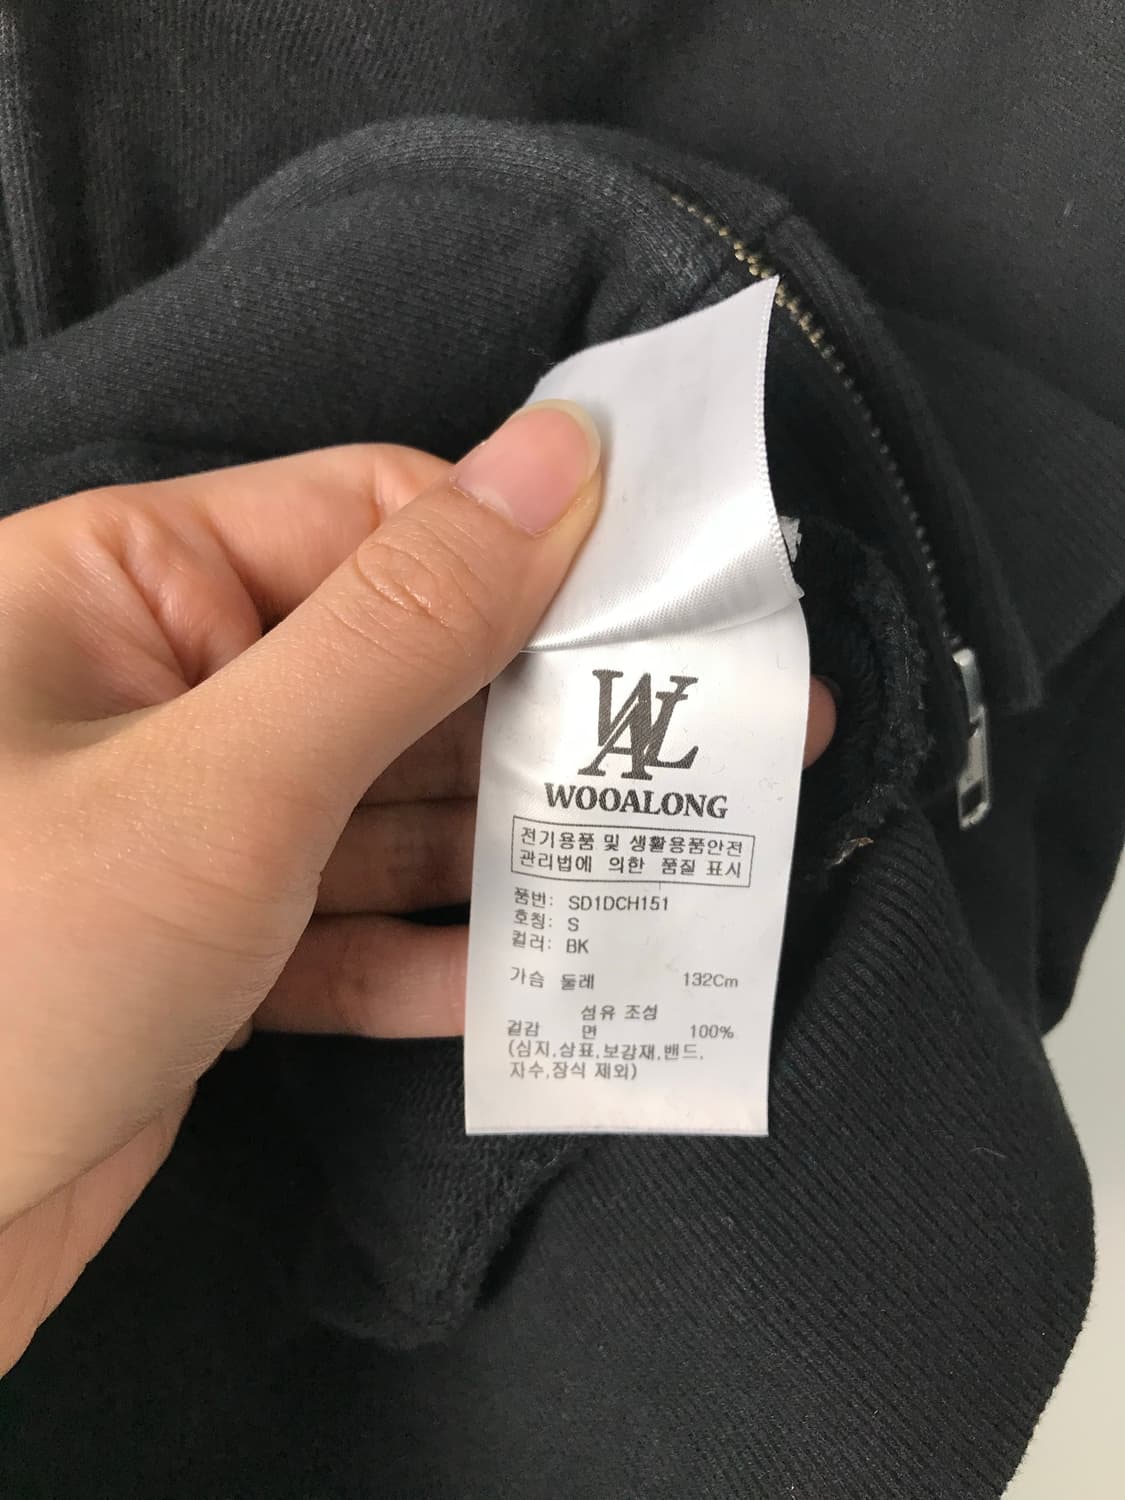 WAL
WOOALONG
전기용품 및 생활용품안전
관리법에 의한 품질 표시
품번: SD1DCH151
호칭: S
컬러: BK
가슴 둘레 132Cm
섬유 조성
겉감 면 100%
(심지,상표,보강재,밴드,
자수,장식 제외)